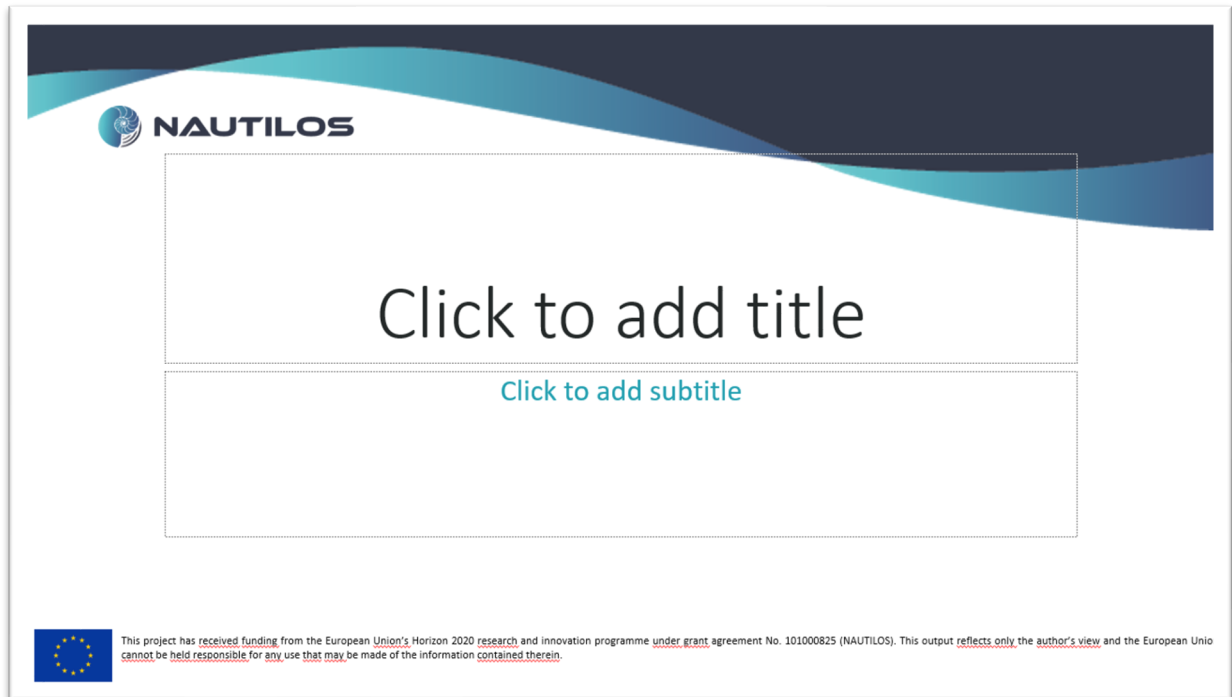 NAUTILOS
Click to add title
Click to add subtitle
This project has received funding from the European Union's Horizon 2020 research and innovation programme under grant agreement No. 101000825 (NAUTILOS). This output reflects only the author's view and the European Unio
cannot be held responsible for any use that may be made of the information contained therein.